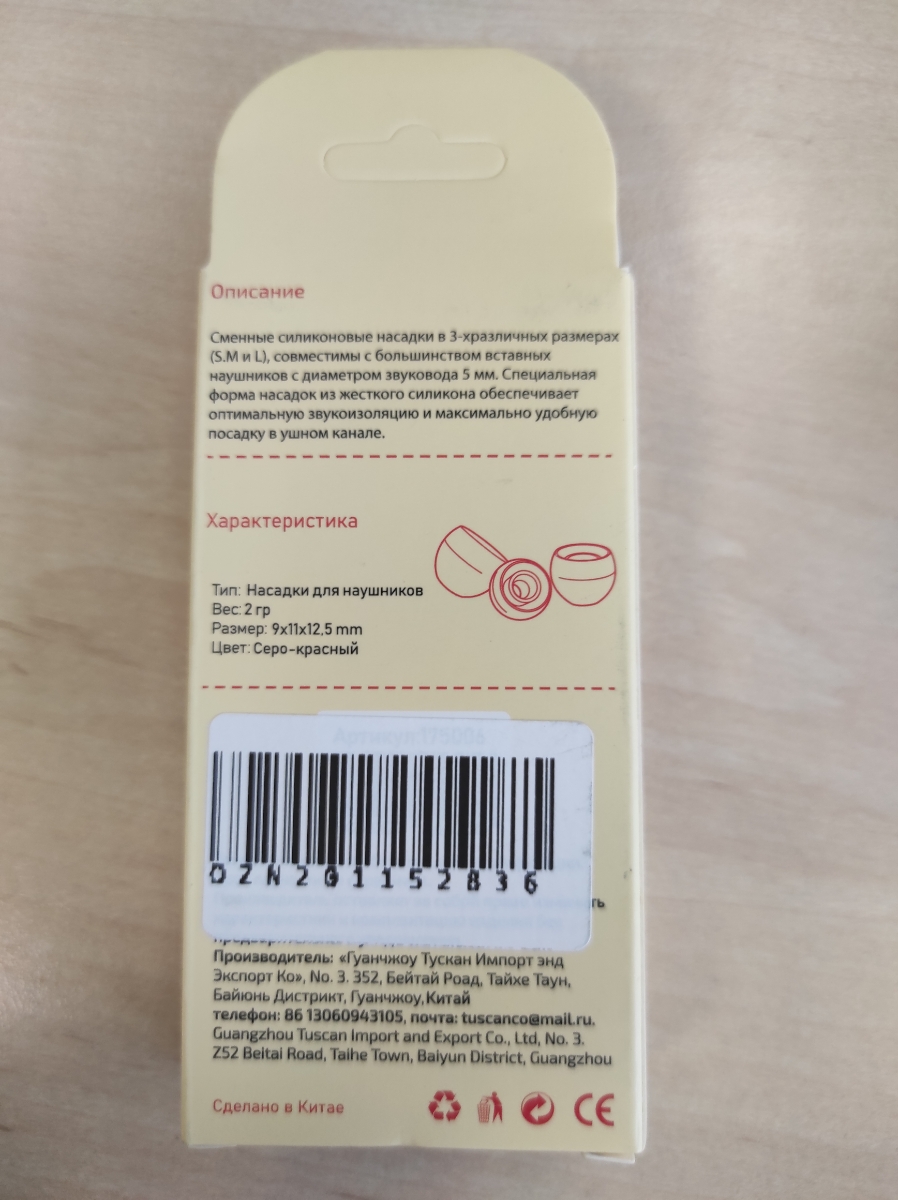 Описание
Сменные силиконовые насадки в 3-хразличных размерах
(S.M и L), совместимы с большинством вставных
наушников с диаметром звуковода 5 мм. Специальная
форма насадок из жесткого силикона обеспечивает
оптимальную звукоизоляцию и максимально удобную
посадку в ушном канале.
Характеристика
Тип: Насадки для наушников
Вес: 2 гр
Размер: 9x11x12,5 mm
Цвет: Серо-красный
Артикул:175006
OZN201152836
Производитель: «Гуанчжоу Тускан Импорт энд
Экспорт Ко», No. 3. 352, Бейтай Роад, Тайхе Таун,
Байюнь Дистрикт, Гуанчжоу, Китай
телефон: 86 13060943105, почта: tuscanco@mail.ru.
Guangzhou Tuscan Import and Export Co., Ltd, No. 3.
Z52 Beitai Road, Taihe Town, Baiyun District, Guangzhou
Сделано в Китае
CE